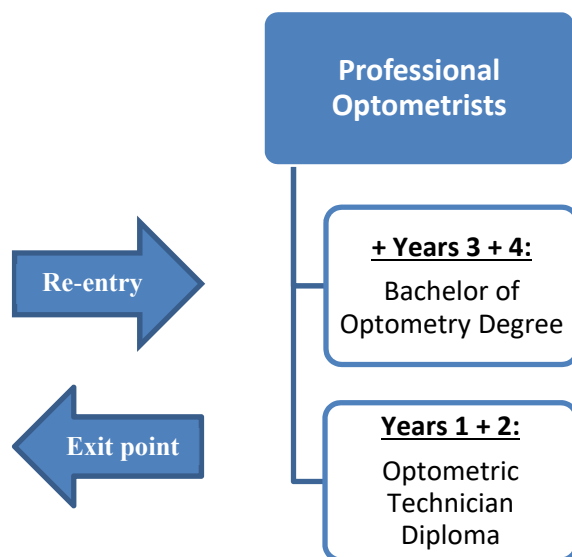 Professional
Optometrists
+ Years 3 + 4:
Bachelor of
Optometry Degree
Re-entry
Years 1 + 2:
Optometric
Technician
Diploma
Exit point